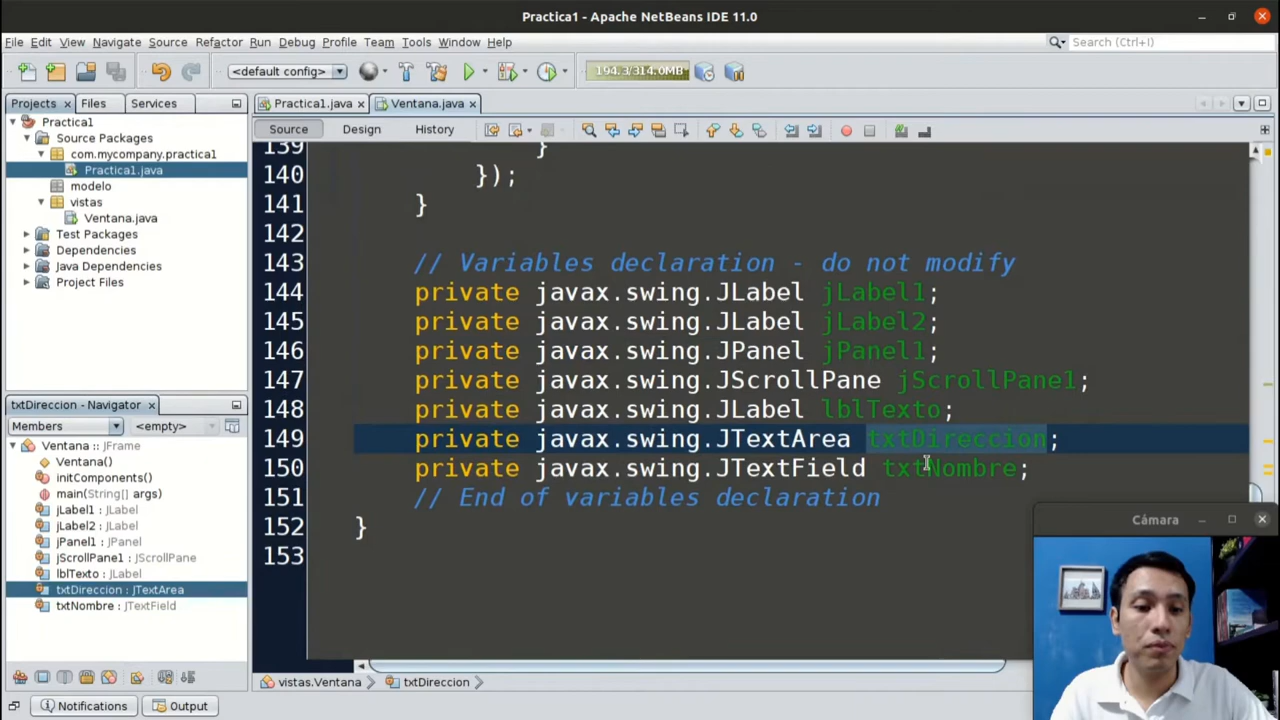 Practica1 - Apache NetBeans IDE 11.0
File Edit View Navigate Source Refactor Run Debug Profile Team Tools Window Help
Search (Ctrl+I)
<default config>
194.3/314.0MB
Projects Files Services
Practica1.java Ventana.java
Source Design History
Practica1
Source Packages
com.mycompany.practica1
Practica1.java
modelo
vistas
Ventana.java
Test Packages
Dependencies
Java Dependencies
Project Files
139 }
140 });
141 }
142
143 // Variables declaration - do not modify
144 private javax.swing.JLabel jLabel1;
145 private javax.swing.JLabel jLabel2;
146 private javax.swing.JPanel jPanel1;
147 private javax.swing.JScrollPane jScrollPane1;
148 private javax.swing.JLabel lblTexto;
149 private javax.swing.JTextArea txtDireccion;
150 private javax.swing.JTextField txtNombre;
151 // End of variables declaration
152 }
153
txtDireccion - Navigator
Members <empty>
Ventana :: JFrame
Ventana()
initComponents()
main(String[] args)
jLabel1 : JLabel
jLabel2 : JLabel
jPanel1 : JPanel
jScrollPane1 : JScrollPane
lblTexto : JLabel
txtDireccion : JTextArea
txtNombre : JTextField
Cámara
vistas.Ventana txtDireccion
Notifications Output